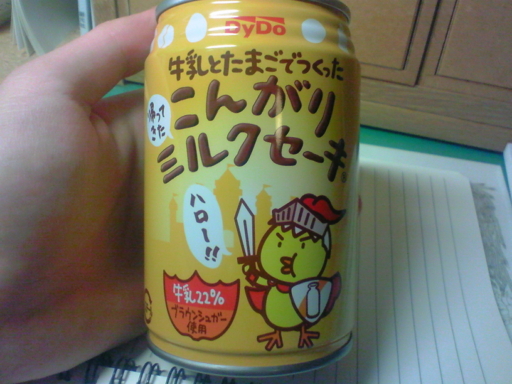 DyDo
牛乳とたまごでつくった
帰って
きた
こんがり
ミルクセーキ
ハロー!!
牛乳22%
ブラウンシュガー
使用